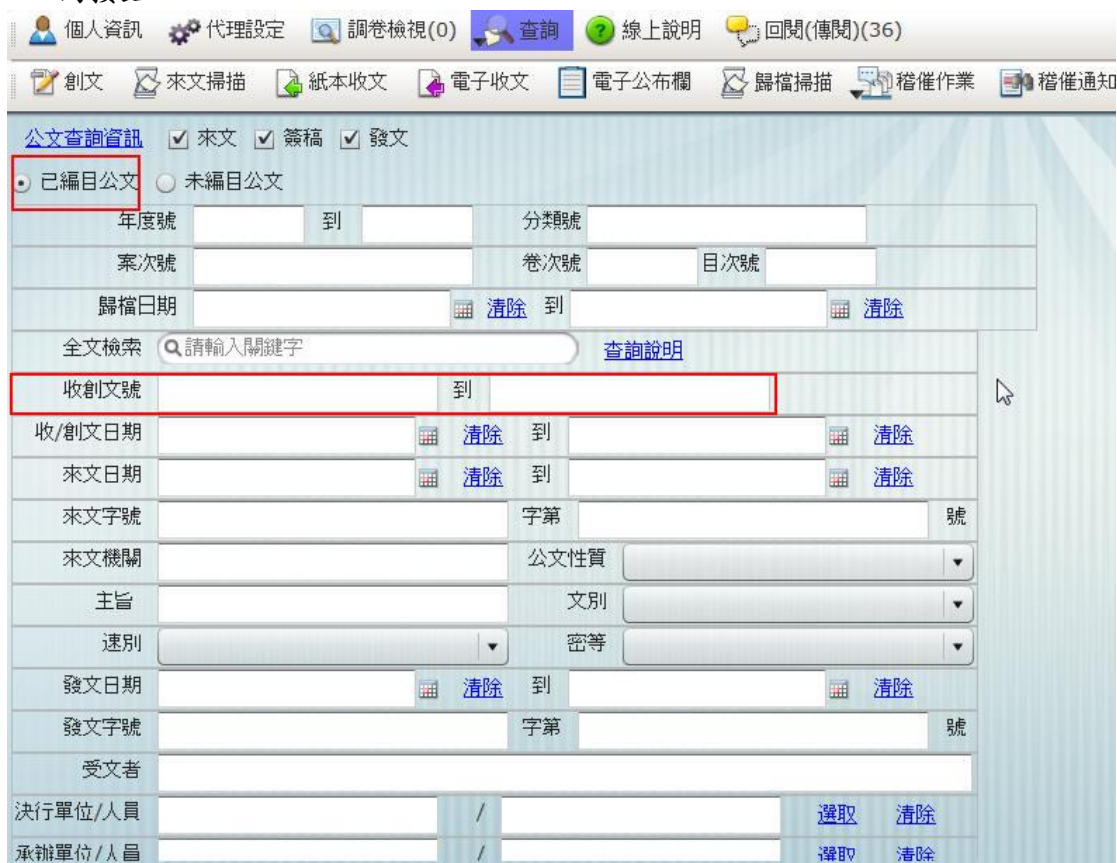 個人資訊 代理設定 調卷檢視(0) 查詢 線上說明 回閱(傳閱)(36)
創文 來文掃描 紙本收文 電子收文 電子公布欄 歸檔掃描 稽催作業 稽催通知
公文查詢資訊 來文 簽稿 發文
已編目公文 未編目公文
年度號 到 分類號
案次號 卷次號 目次號
歸檔日期 清除 到 清除
全文檢索 請輸入關鍵字 查詢說明
收創文號 到
收/創文日期 清除 到 清除
來文日期 清除 到 清除
來文字號 字第 號
來文機關 公文性質
主旨 文別
速別 密等
發文日期 清除 到 清除
發文字號 字第 號
受文者
決行單位/人員 / 選取 清除
承辦單位/人員 / 選取 清除